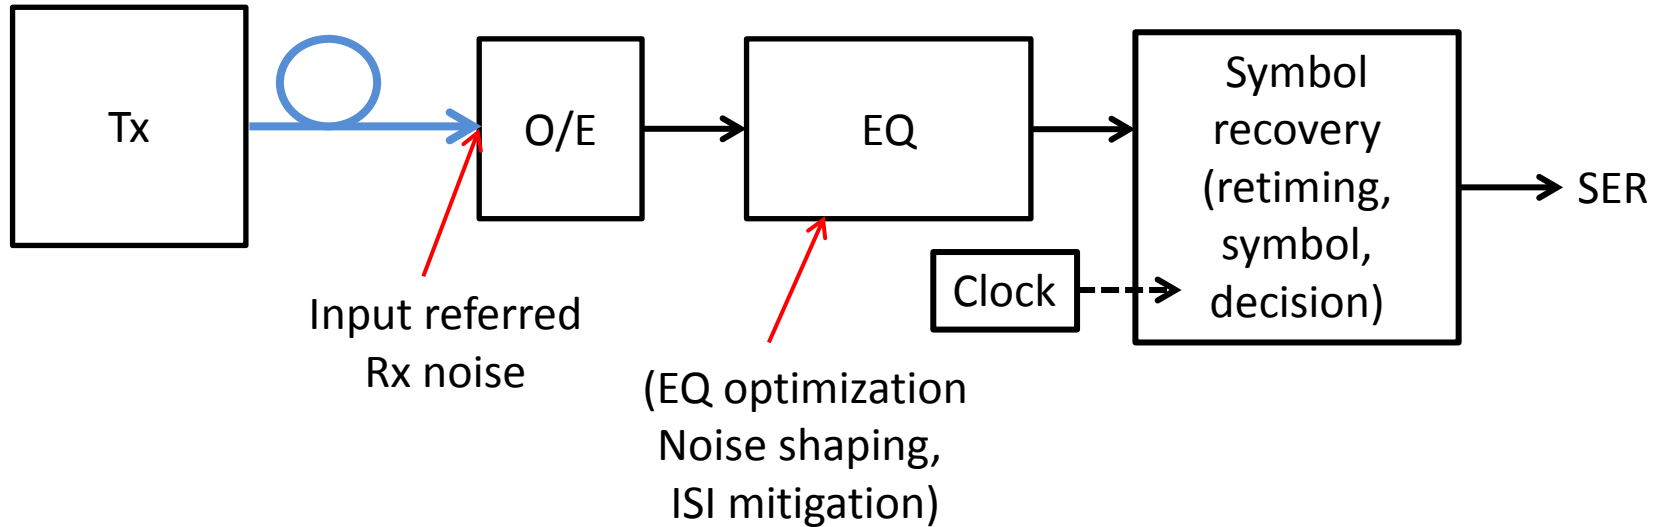 Tx
O/E
EQ
Symbol
recovery
(retiming,
symbol,
decision)
SER
Clock
Input referred
Rx noise
(EQ optimization
Noise shaping,
ISI mitigation)